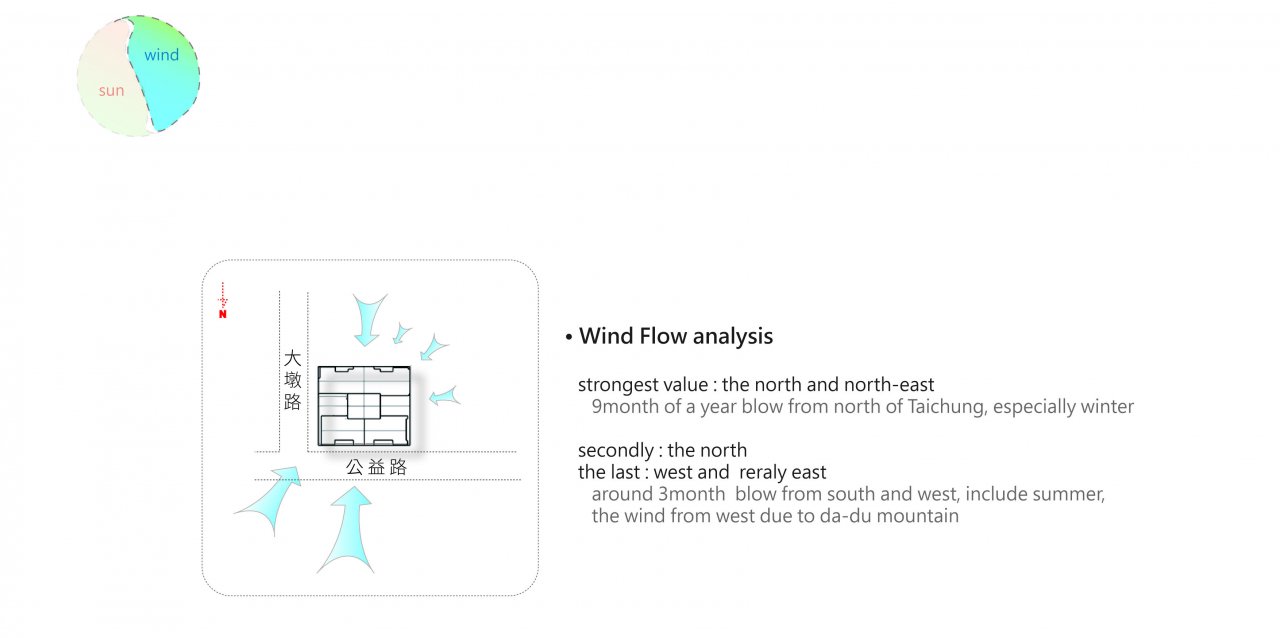 wind
sun
N
大墩路
公益路
• Wind Flow analysis
strongest value : the north and north-east
9month of a year blow from north of Taichung, especially winter
secondly : the north
the last : west and  reraly east
around 3month  blow from south and west, include summer,
the wind from west due to da-du mountain